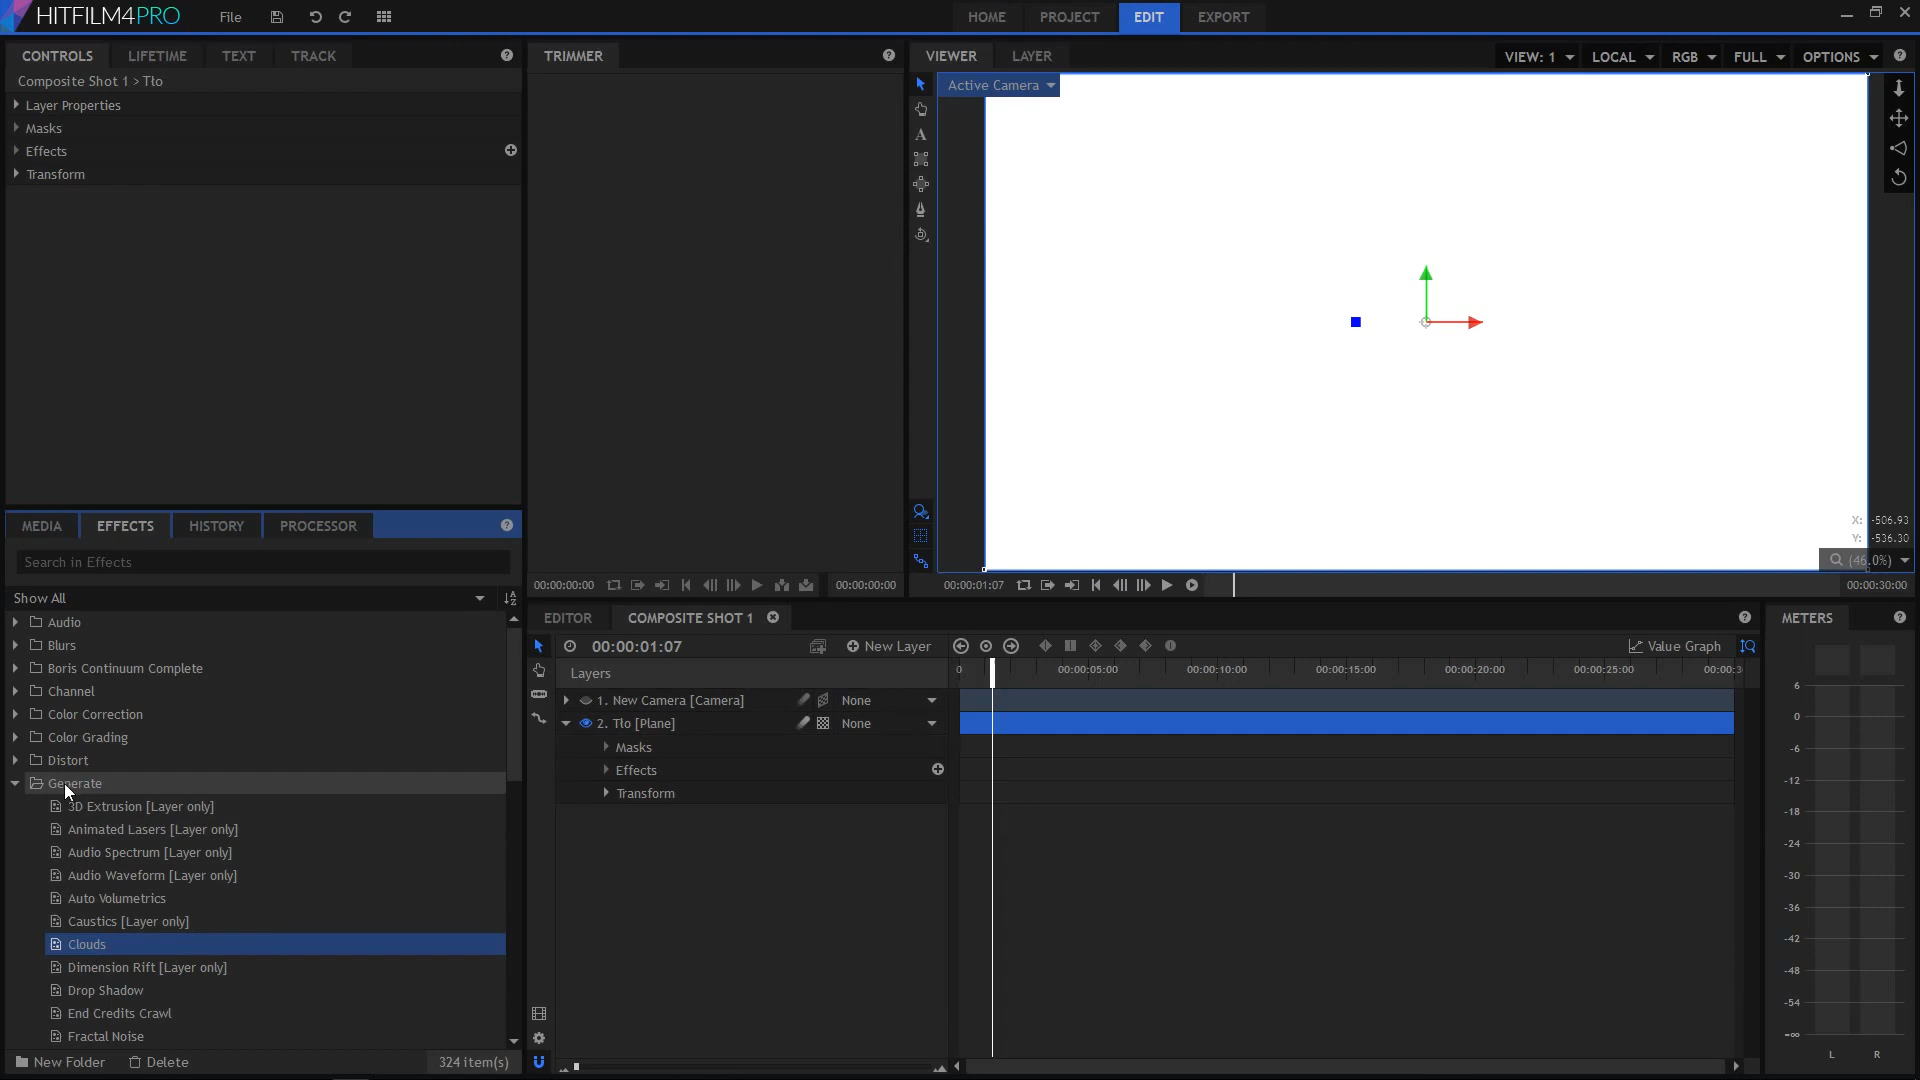 HITFILM4PRO
File
HOME
PROJECT
EDIT
EXPORT
CONTROLS
LIFETIME
TEXT
TRACK
Composite Shot 1 > Tło
Layer Properties
Masks
Effects
Transform
TRIMMER
00:00:00:00
00:00:00:00
VIEWER
LAYER
VIEW: 1
LOCAL
RGB
FULL
OPTIONS
Active Camera
A
X: -506.93
Y: -536.30
00:00:01:07
00:00:30:00
MEDIA
EFFECTS
HISTORY
PROCESSOR
Search in Effects
Show All
Audio
Blurs
Boris Continuum Complete
Channel
Color Correction
Color Grading
Distort
Generate
3D Extrusion [Layer only]
Animated Lasers [Layer only]
Audio Spectrum [Layer only]
Audio Waveform [Layer only]
Auto Volumetrics
Caustics [Layer only]
Clouds
Dimension Rift [Layer only]
Drop Shadow
End Credits Crawl
Fractal Noise
New Folder
Delete
324 item(s)
EDITOR
COMPOSITE SHOT 1
00:00:01:07
New Layer
Value Graph
Layers
0
00:00:05:00
00:00:10:00
00:00:15:00
00:00:20:00
00:00:25:00
00:00:3
1. New Camera [Camera]
None
2. Tło [Plane]
None
Masks
Effects
Transform
METERS
6
0
-6
-12
-18
-24
-30
-36
-42
-48
-54
-∞
L
R